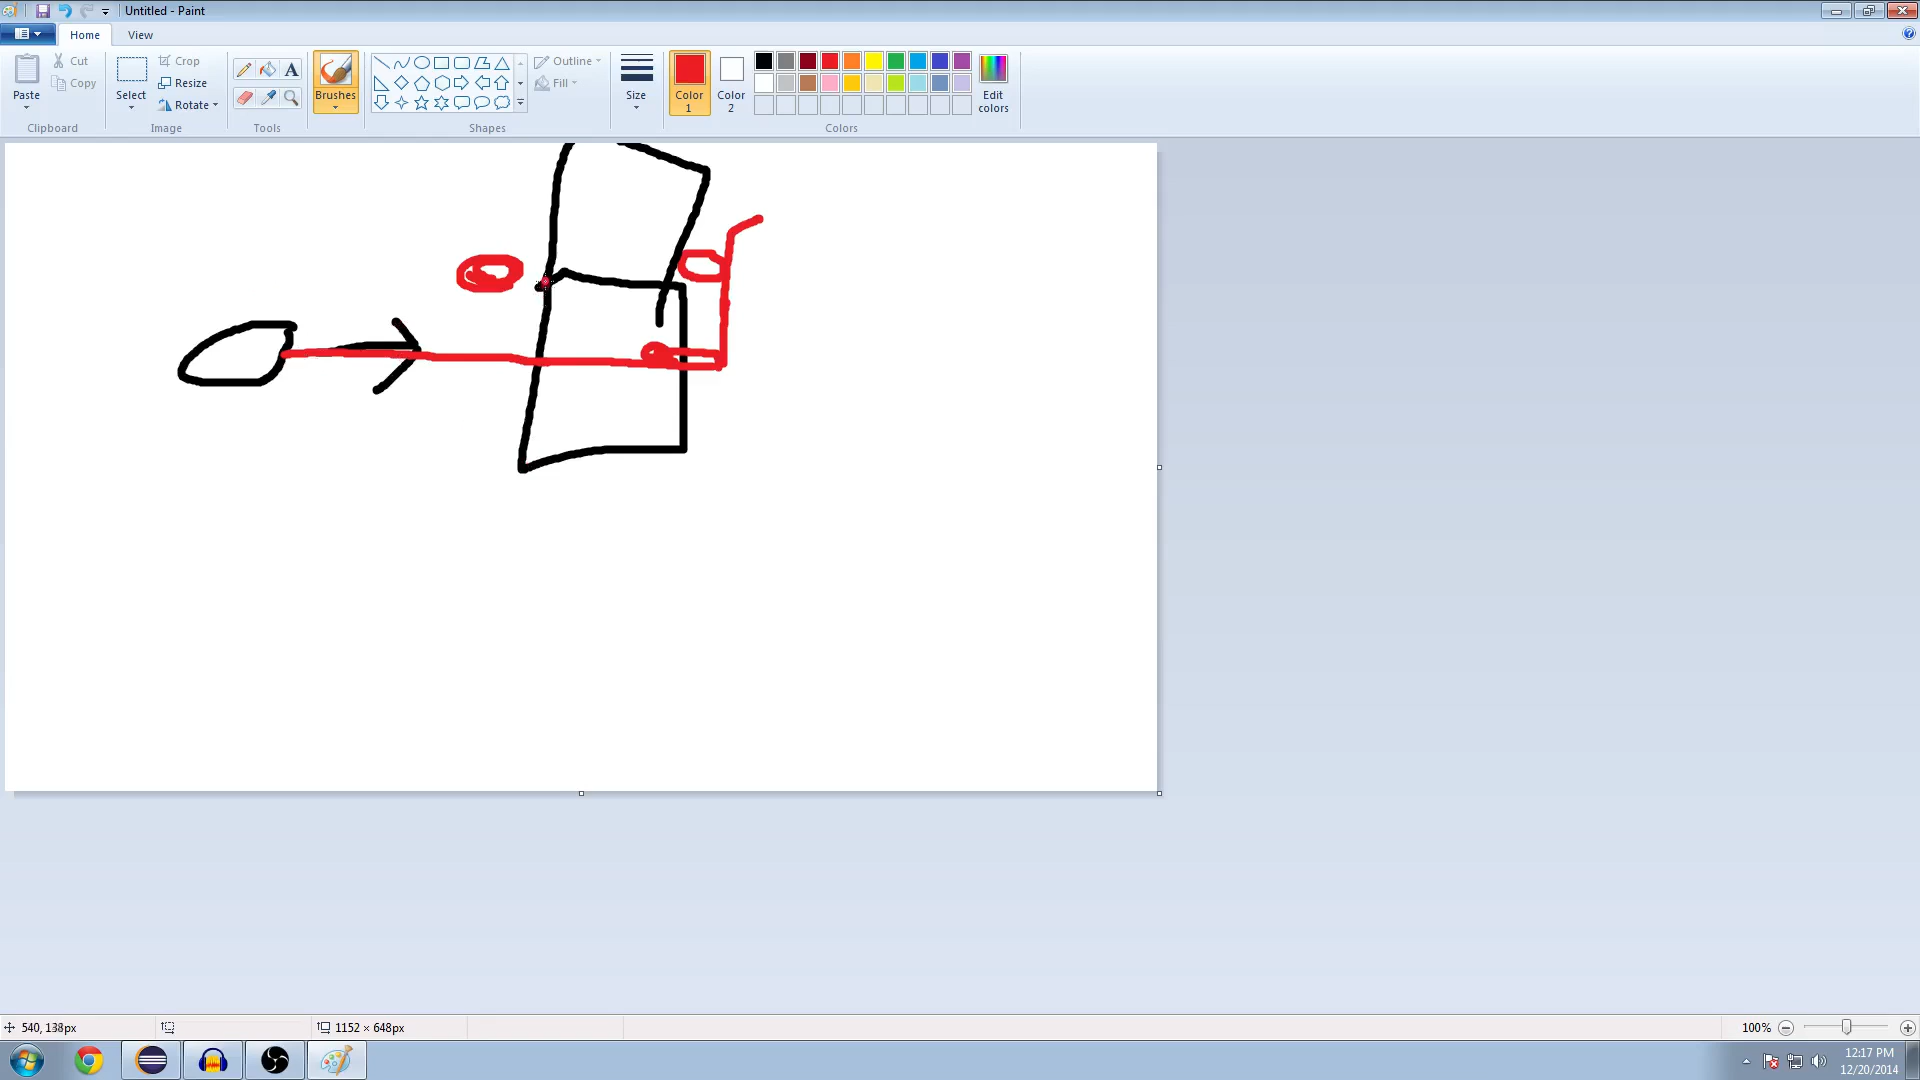 Untitled - Paint
Home View
Paste
Cut
Copy
Clipboard
Select
Crop
Resize
Rotate
Image
A
Tools
Brushes
Shapes
Outline
Fill
Size
Color 1
Color 2
Edit colors
Colors
540, 138px
1152 × 648px
100%
12:17 PM
12/20/2014